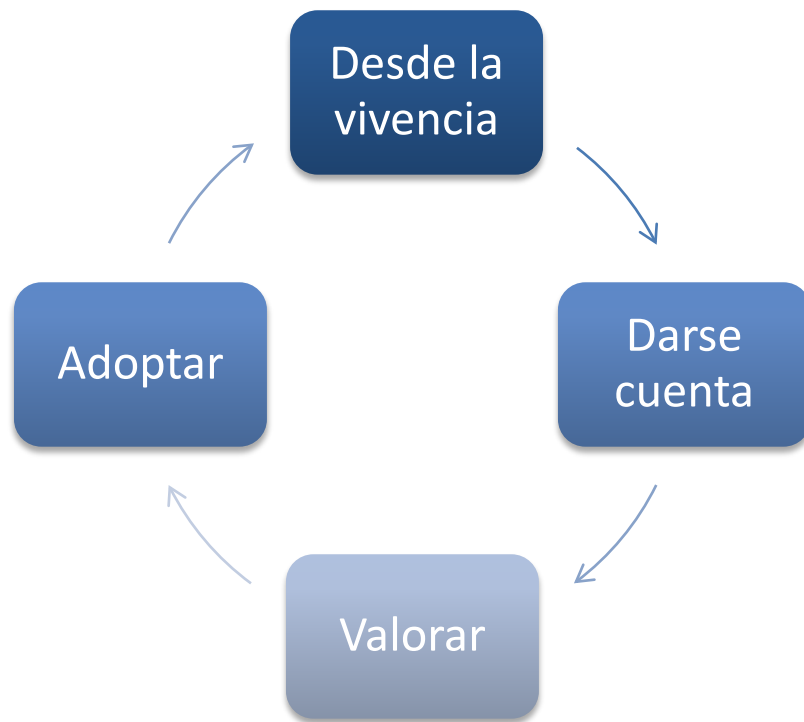 Desde la
vivencia
Darse
cuenta
Valorar
Adoptar